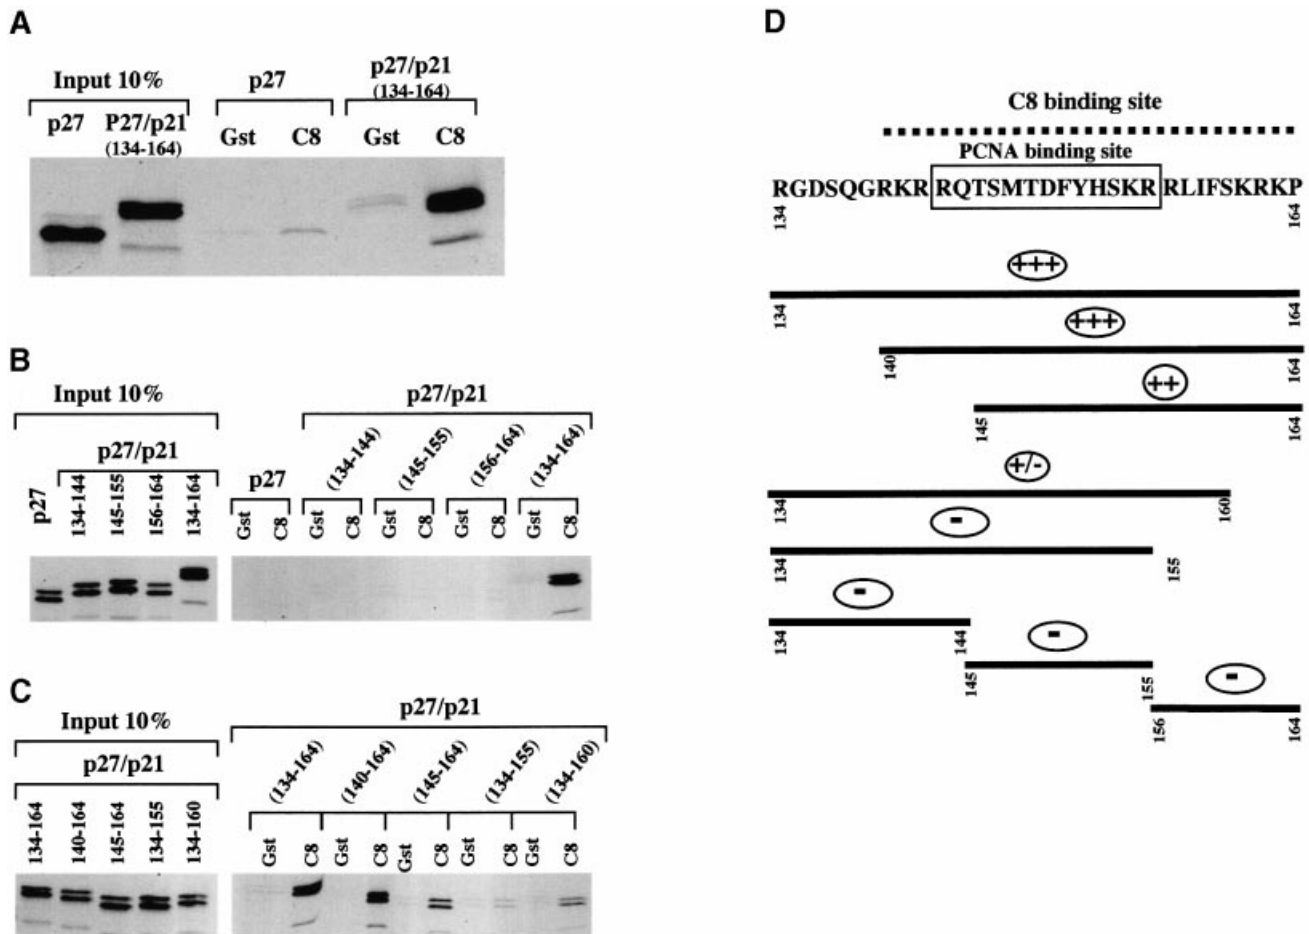 A
Input 10%
p27
p27/p21
(134-164)
p27 P27/p21
(134-164)
Gst C8 Gst C8
B
Input 10%
p27/p21
p27/p21
p27 134-144 145-155 156-164 134-164
p27
(134-144) (145-155) (156-164) (134-164)
Gst C8 Gst C8 Gst C8 Gst C8 Gst C8
C
Input 10%
p27/p21
p27/p21
134-164 140-164 145-164 134-155 134-160
(134-164) (140-164) (145-164) (134-155) (134-160)
Gst C8 Gst C8 Gst C8 Gst C8 Gst C8
D
C8 binding site
PCNA binding site
RGDSQGRKR RQTSMTDFYHSKR RLIFSKRKP
134 164
+++
134 164
+++
140 164
++
145 164
+/-
134 160
-
134 155
-
134 144
-
145 155
-
156 164